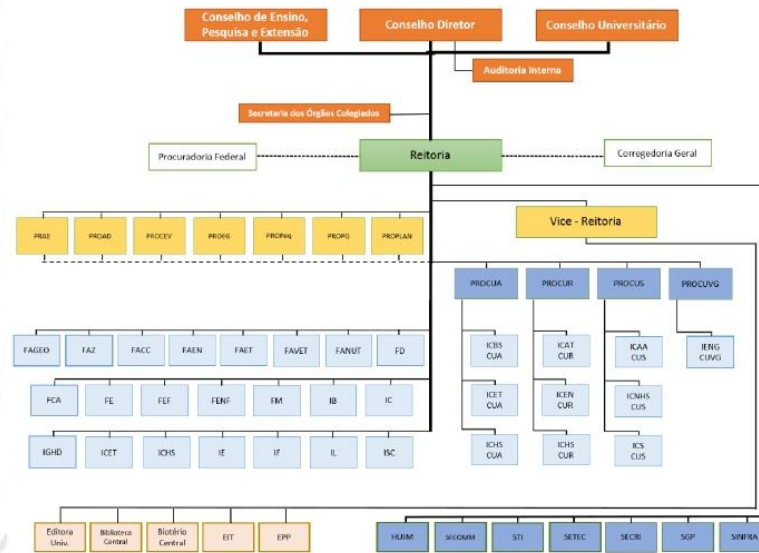 Conselho de Ensino,
Pesquisa e Extensão
Conselho Diretor
Conselho Universitário
Auditoria Interna
Secretaria dos Órgãos Colegiados
Procuradoria Federal
Reitoria
Corregedoria Geral
Vice - Reitoria
PRAE
PROAD
PROCEV
PROEG
PROPeq
PROPG
PROPLAN
PROCUA
PROCUR
PROCUS
PROCUVG
FAGEO
FAZ
FACC
FAEN
FAET
FAVET
FANUT
FD
ICBS
CUA
ICAT
CUR
ICAA
CUS
IENG
CUVG
FCA
FE
FEF
FENF
FM
IB
IC
ICET
CUA
ICEN
CUR
ICNHS
CUS
IGHD
ICET
ICHS
IE
IF
IL
ISC
ICHS
CUA
ICHS
CUR
ICS
CUS
Editora
Univ.
Biblioteca
Central
Biotério
Central
EIT
EPP
HUJM
SECOMM
STI
SETEC
SECRI
SGP
SINFRA